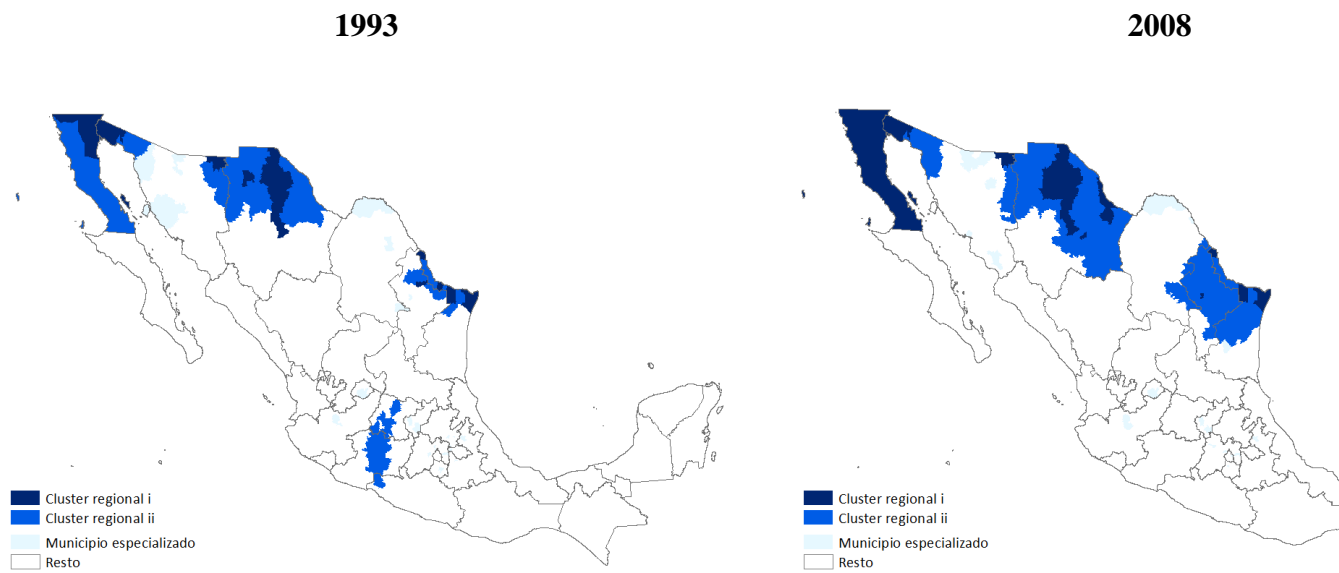 1993
2008
Cluster regional i
Cluster regional ii
Municipio especializado
Resto
Cluster regional i
Cluster regional ii
Municipio especializado
Resto